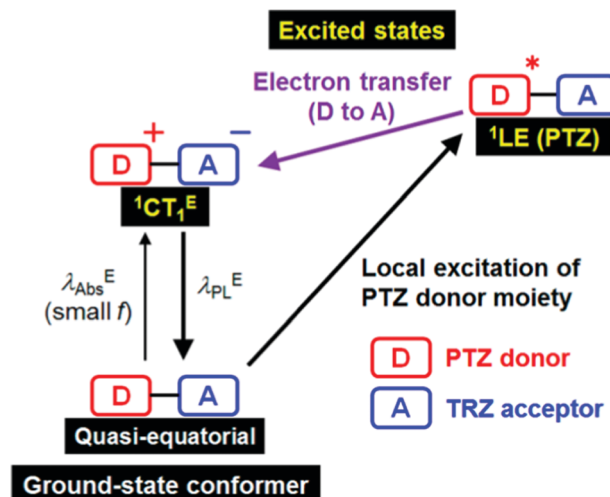 Excited states
Electron transfer
(D to A)
D* A
¹LE (PTZ)
D⁺ A⁻
¹CT₁ᴱ
λAbsᴱ
(small f)
λPLᴱ
Local excitation of
PTZ donor moiety
D PTZ donor
A TRZ acceptor
D A
Quasi-equatorial
Ground-state conformer